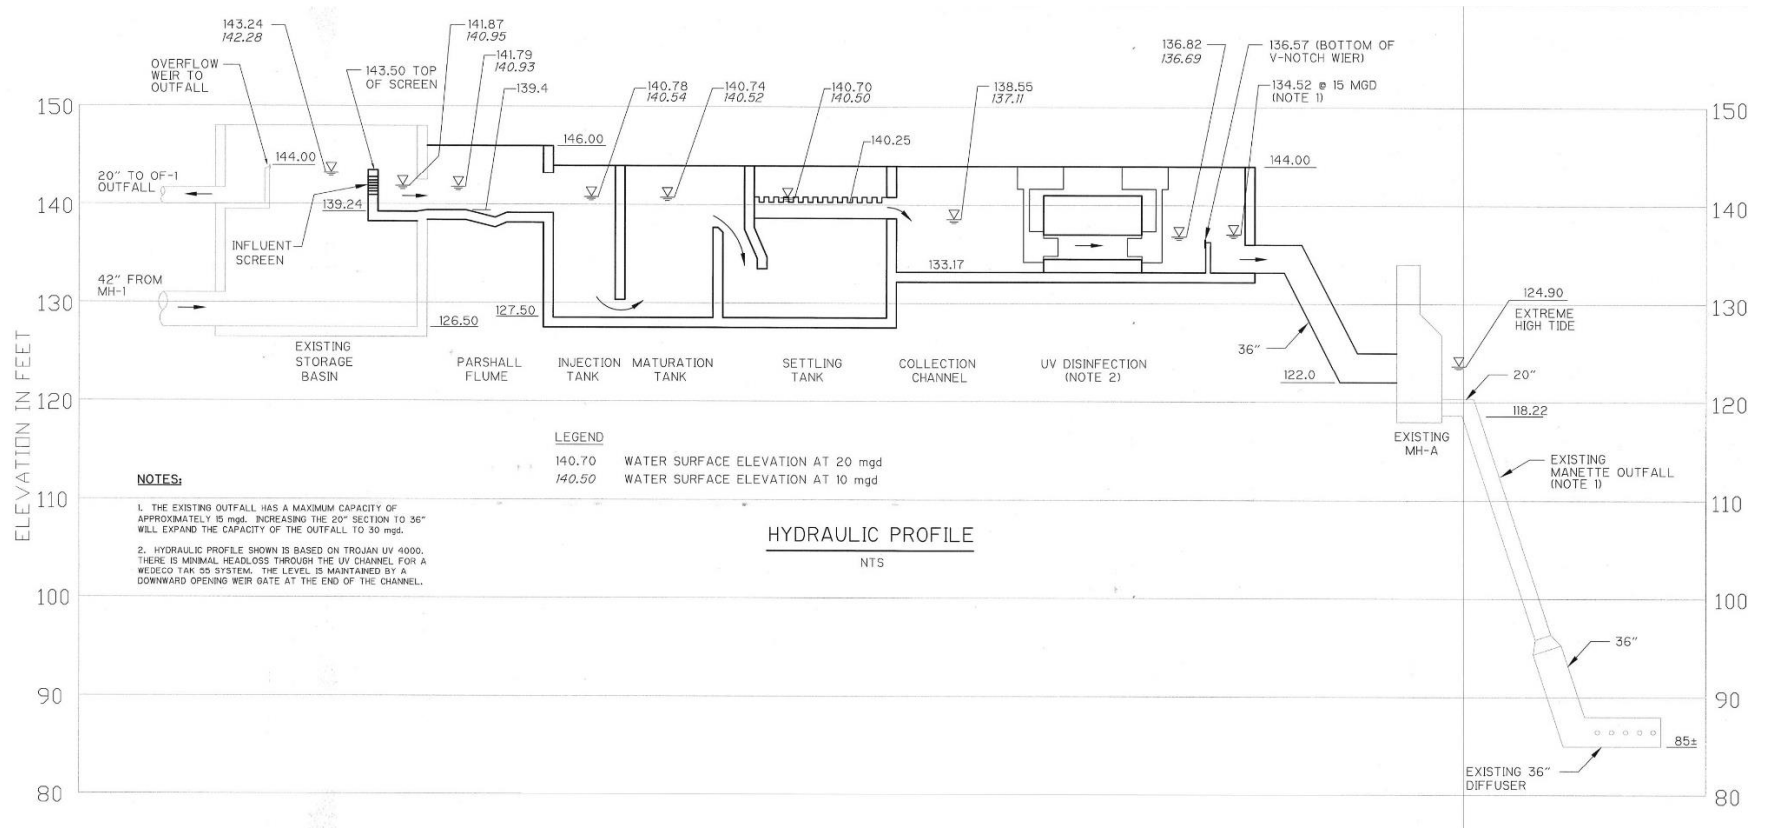 143.24
142.28
141.87
140.95
OVERFLOW
WEIR TO
OUTFALL
143.50 TOP
OF SCREEN
141.79
140.93
139.4
140.78
140.54
140.74
140.52
140.70
140.50
138.55
137.11
136.82
136.69
136.57 (BOTTOM OF
V-NOTCH WIER)
134.52 @ 15 MGD
(NOTE 1)
150
150
144.00
146.00
140.25
144.00
20" TO OF-1
OUTFALL
140
139.24
140
INFLUENT
SCREEN
133.17
42" FROM
MH-1
130
126.50
127.50
130
124.90
EXTREME
HIGH TIDE
EXISTING
STORAGE
BASIN
PARSHALL
FLUME
INJECTION
TANK
MATURATION
TANK
SETTLING
TANK
COLLECTION
CHANNEL
UV DISINFECTION
(NOTE 2)
36"
122.0
20"
118.22
120
120
ELEVATION IN FEET
EXISTING
MH-A
EXISTING
MANETTE OUTFALL
(NOTE 1)
LEGEND
140.70 WATER SURFACE ELEVATION AT 20 mgd
140.50 WATER SURFACE ELEVATION AT 10 mgd
NOTES:
1. THE EXISTING OUTFALL HAS A MAXIMUM CAPACITY OF
APPROXIMATELY 15 mgd. INCREASING THE 20" SECTION TO 36"
WILL EXPAND THE CAPACITY OF THE OUTFALL TO 30 mgd.
2. HYDRAULIC PROFILE SHOWN IS BASED ON TROJAN UV 4000.
THERE IS MINIMAL HEADLOSS THROUGH THE UV CHANNEL FOR A
WEDECO TAK 55 SYSTEM. THE LEVEL IS MAINTAINED BY A
DOWNWARD OPENING WEIR GATE AT THE END OF THE CHANNEL.
110
110
HYDRAULIC PROFILE
NTS
100
100
36"
90
90
85±
EXISTING 36"
DIFFUSER
80
80